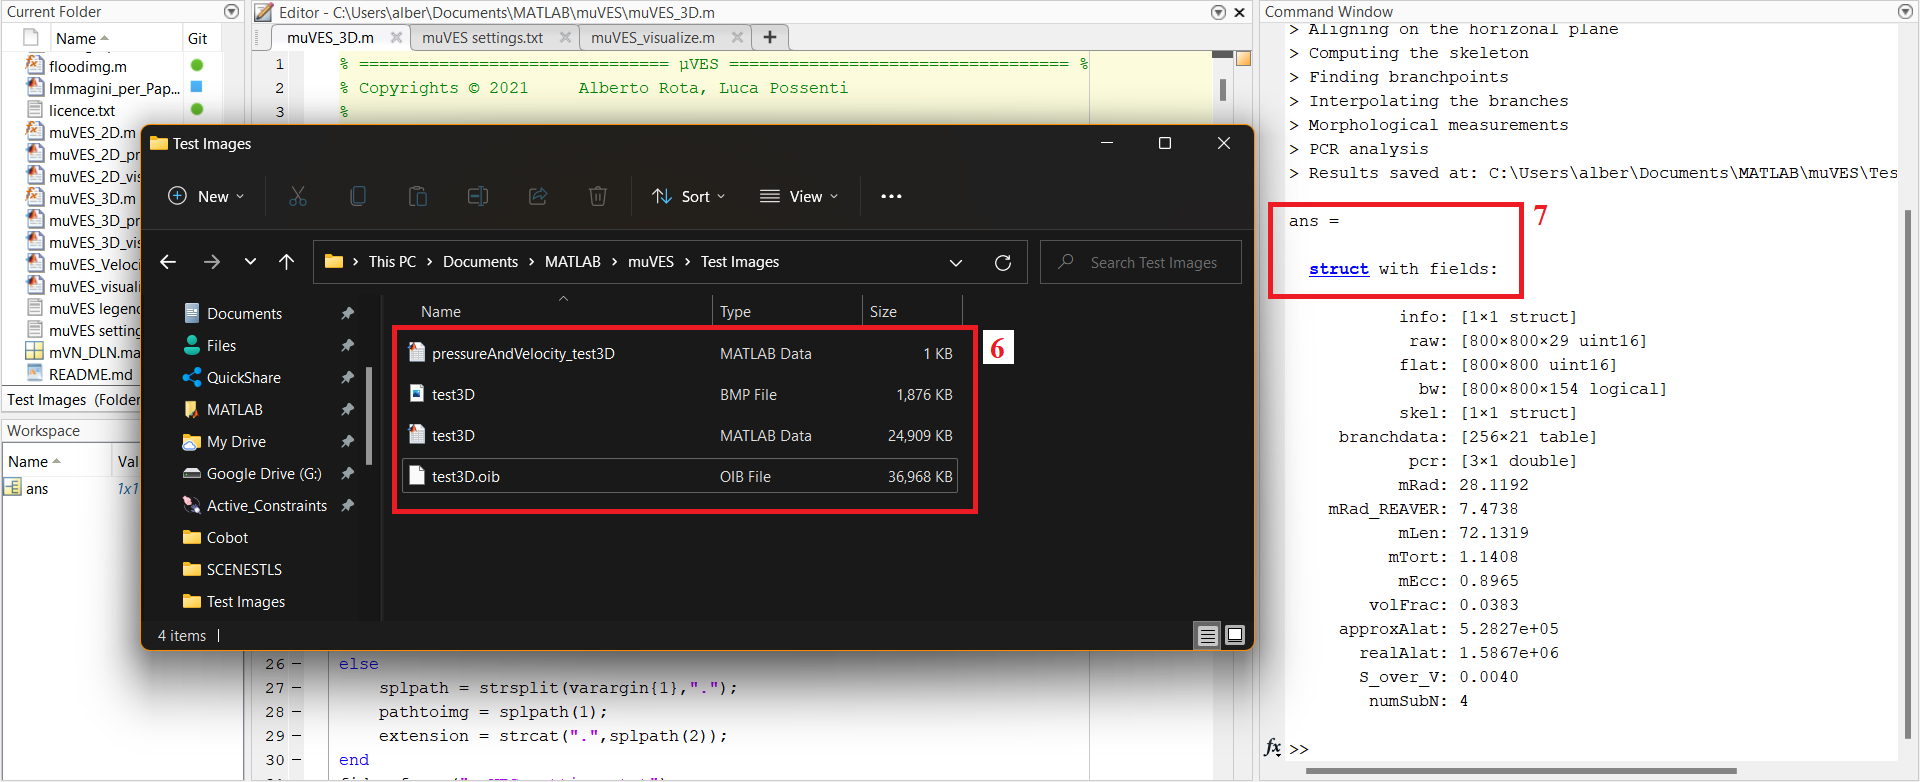 Current Folder
Name
Git
floodimg.m
Immagini_per_Pap...
licence.txt
muVES_2D.m
muVES_2D_pr
muVES_2D_vis
muVES_3D.m
muVES_3D_pr
muVES_3D_vis
muVES_Veloci
muVES_visuali
muVES legend
muVES setting
mVN_DLN.ma
README.md
Test Images (Folder
Workspace
Name
Val
ans
1x1
Editor - C:\Users\alber\Documents\MATLAB\muVES\muVES_3D.m
muVES_3D.m
muVES settings.txt
muVES_visualize.m
1 % =============================== µVES ================================== %
2 % Copyrights © 2021 Alberto Rota, Luca Possenti
3 %
Test Images
New
Sort
View
This PC > Documents > MATLAB > muVES > Test Images
Search Test Images
Documents
Files
QuickShare
MATLAB
My Drive
Google Drive (G:)
Active_Constraints
Cobot
SCENESTLS
Test Images
Name Type Size
pressureAndVelocity_test3D MATLAB Data 1 KB
test3D BMP File 1,876 KB
test3D MATLAB Data 24,909 KB
test3D.oib OIB File 36,968 KB
6
4 items
26 – else
27 – splpath = strsplit(varargin{1},".");
28 – pathtoimg = splpath(1);
29 – extension = strcat(".",splpath(2));
30 – end
Command Window
> Aligning on the horizonal plane
> Computing the skeleton
> Finding branchpoints
> Interpolating the branches
> Morphological measurements
> PCR analysis
> Results saved at: C:\Users\alber\Documents\MATLAB\muVES\Tes
7
ans =
struct with fields:
info: [1×1 struct]
raw: [800×800×29 uint16]
flat: [800×800 uint16]
bw: [800×800×154 logical]
skel: [1×1 struct]
branchdata: [256×21 table]
pcr: [3×1 double]
mRad: 28.1192
mRad_REAVER: 7.4738
mLen: 72.1319
mTort: 1.1408
mEcc: 0.8965
volFrac: 0.0383
approxAlat: 5.2827e+05
realAlat: 1.5867e+06
S_over_V: 0.0040
numSubN: 4
fx >>